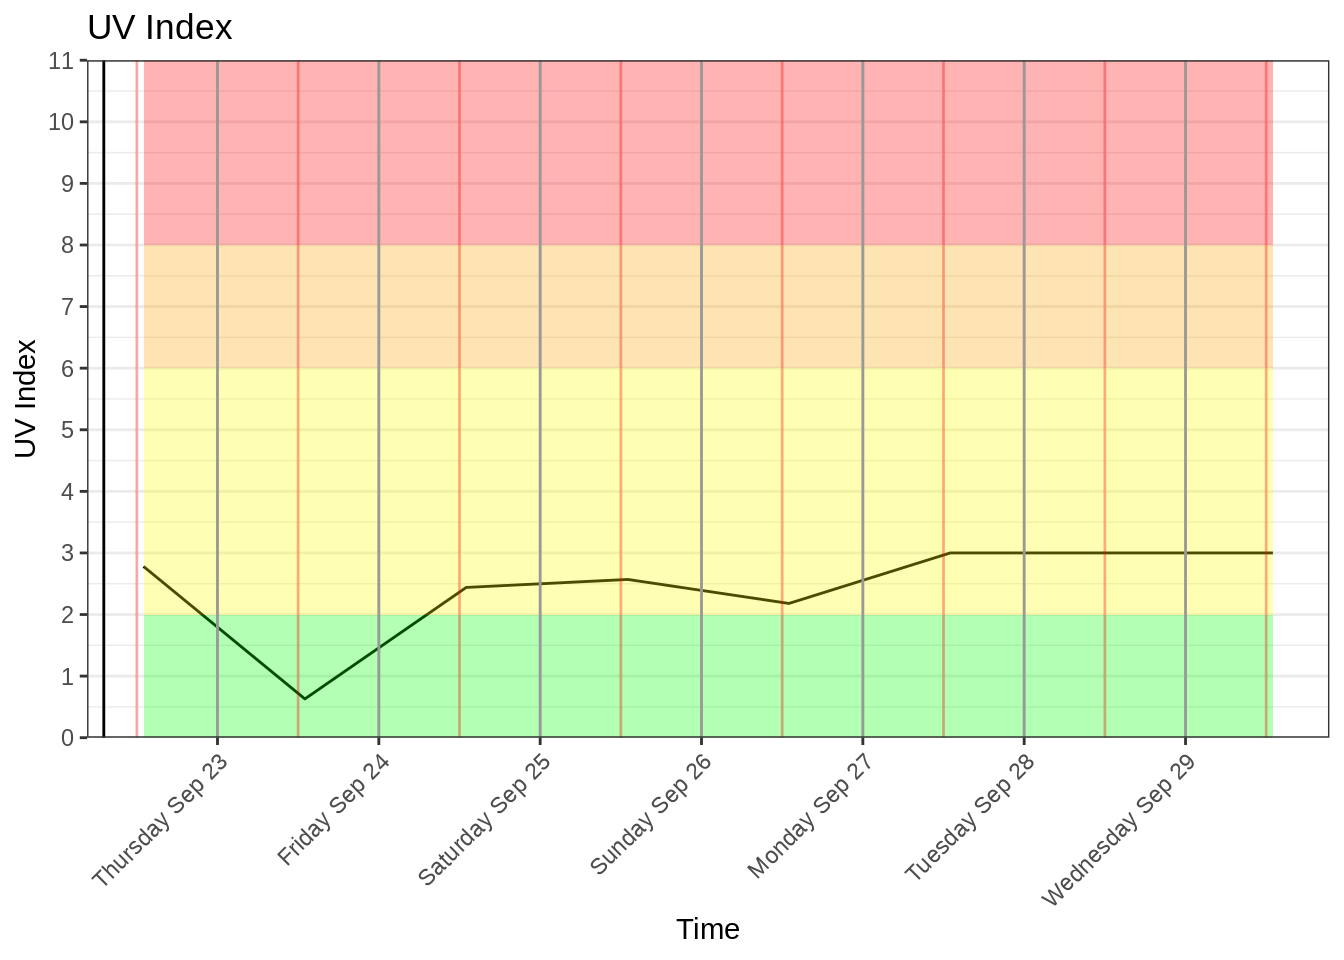 UV Index
11
10
9
8
7
6
5
4
3
2
1
0
UV Index
Thursday Sep 23
Friday Sep 24
Saturday Sep 25
Sunday Sep 26
Monday Sep 27
Tuesday Sep 28
Wednesday Sep 29
Time